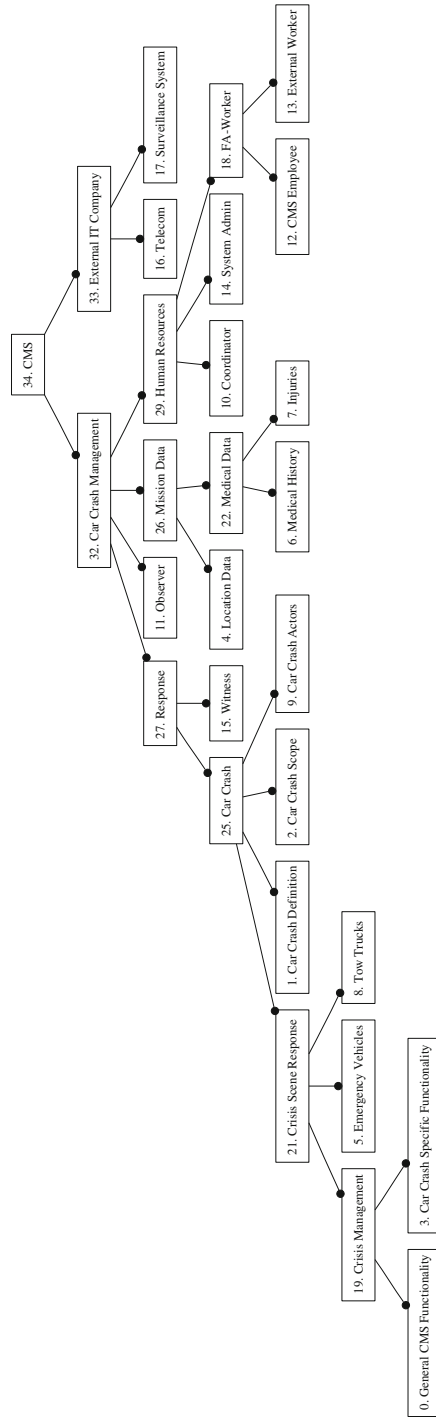 34. CMS
32. Car Crash Management
33. External IT Company
27. Response
11. Observer
26. Mission Data
29. Human Resources
16. Telecom
17. Surveillance System
25. Car Crash
15. Witness
4. Location Data
22. Medical Data
10. Coordinator
14. System Admin
18. FA-Worker
21. Crisis Scene Response
1. Car Crash Definition
2. Car Crash Scope
9. Car Crash Actors
6. Medical History
7. Injuries
12. CMS Employee
13. External Worker
19. Crisis Management
5. Emergency Vehicles
8. Tow Trucks
0. General CMS Functionality
3. Car Crash Specific Functionality